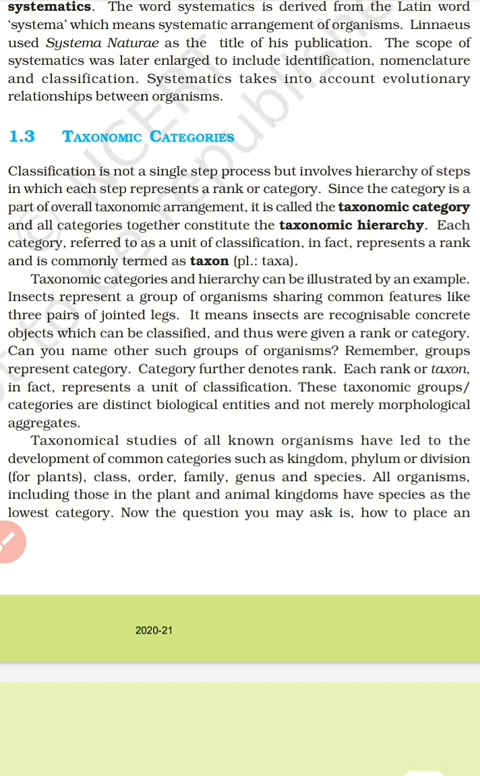 systematics. The word systematics is derived from the Latin word
‘systema’ which means systematic arrangement of organisms. Linnaeus
used Systema Naturae as the title of his publication. The scope of
systematics was later enlarged to include identification, nomenclature
and classification. Systematics takes into account evolutionary
relationships between organisms.
1.3 TAXONOMIC CATEGORIES
Classification is not a single step process but involves hierarchy of steps
in which each step represents a rank or category. Since the category is a
part of overall taxonomic arrangement, it is called the taxonomic category
and all categories together constitute the taxonomic hierarchy. Each
category, referred to as a unit of classification, in fact, represents a rank
and is commonly termed as taxon (pl.: taxa).
Taxonomic categories and hierarchy can be illustrated by an example.
Insects represent a group of organisms sharing common features like
three pairs of jointed legs. It means insects are recognisable concrete
objects which can be classified, and thus were given a rank or category.
Can you name other such groups of organisms? Remember, groups
represent category. Category further denotes rank. Each rank or taxon,
in fact, represents a unit of classification. These taxonomic groups/
categories are distinct biological entities and not merely morphological
aggregates.
Taxonomical studies of all known organisms have led to the
development of common categories such as kingdom, phylum or division
(for plants), class, order, family, genus and species. All organisms,
including those in the plant and animal kingdoms have species as the
lowest category. Now the question you may ask is, how to place an
© NCERT
not to be republished
2020-21